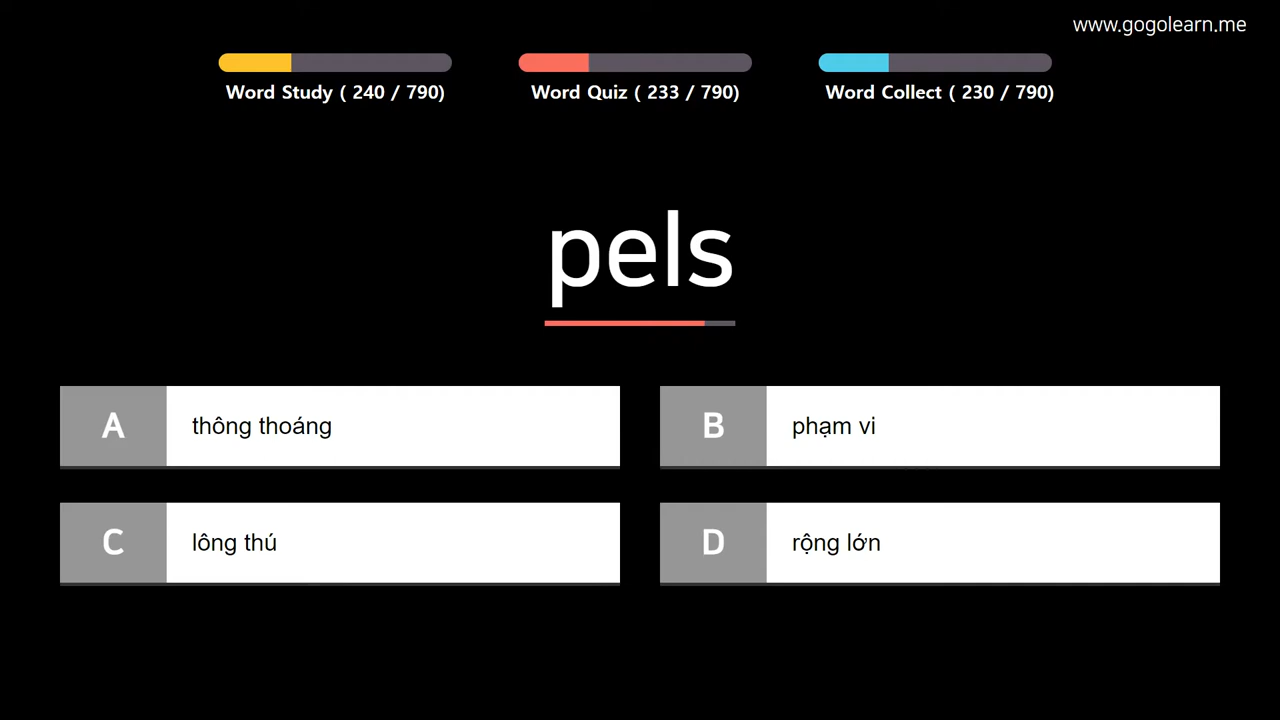 www.gogolearn.me
Word Study ( 240 / 790)
Word Quiz ( 233 / 790)
Word Collect ( 230 / 790)
pels
A
thông thoáng
B
phạm vi
C
lông thú
D
rộng lớn